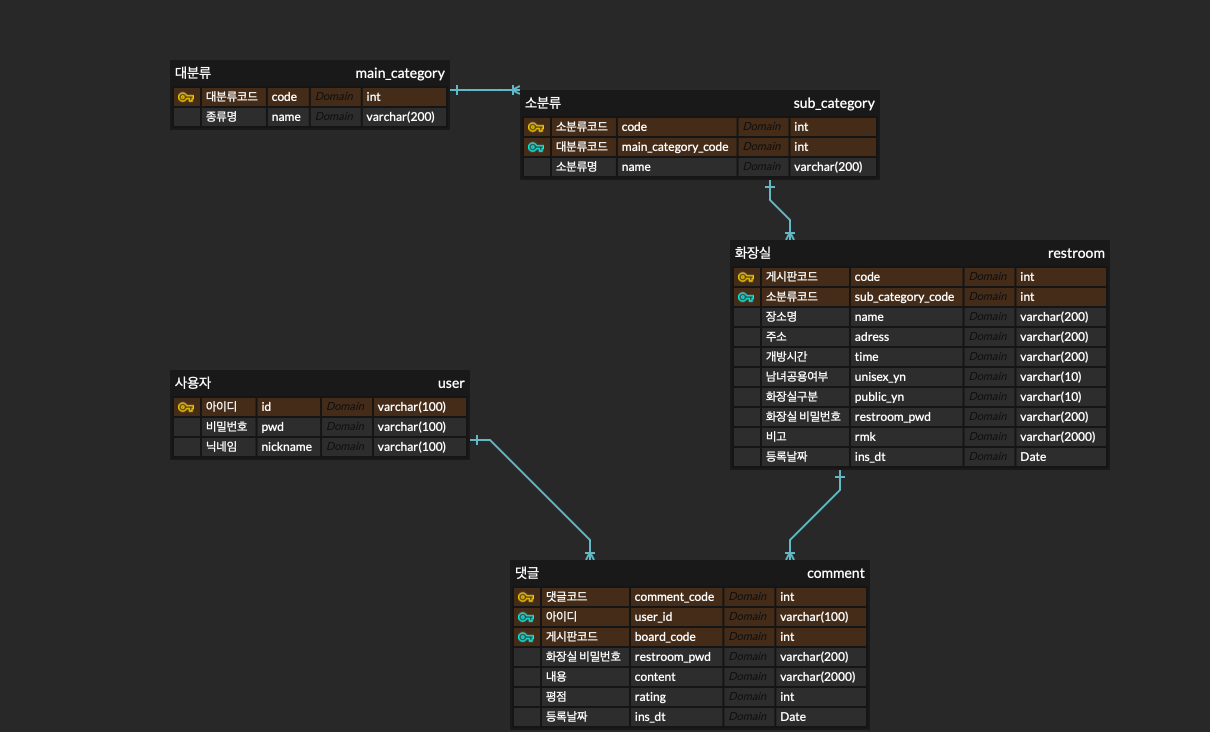 대분류 main_category
대분류코드 code Domain int
종류명 name Domain varchar(200)
소분류 sub_category
소분류코드 code Domain int
대분류코드 main_category_code Domain int
소분류명 name Domain varchar(200)
화장실 restroom
게시판코드 code Domain int
소분류코드 sub_category_code Domain int
장소명 name Domain varchar(200)
주소 adress Domain varchar(200)
개방시간 time Domain varchar(200)
남녀공용여부 unisex_yn Domain varchar(10)
화장실구분 public_yn Domain varchar(10)
화장실 비밀번호 restroom_pwd Domain varchar(200)
비고 rmk Domain varchar(2000)
등록날짜 ins_dt Domain Date
사용자 user
아이디 id Domain varchar(100)
비밀번호 pwd Domain varchar(100)
닉네임 nickname Domain varchar(100)
댓글 comment
댓글코드 comment_code Domain int
아이디 user_id Domain varchar(100)
게시판코드 board_code Domain int
화장실 비밀번호 restroom_pwd Domain varchar(200)
내용 content Domain varchar(2000)
평점 rating Domain int
등록날짜 ins_dt Domain Date